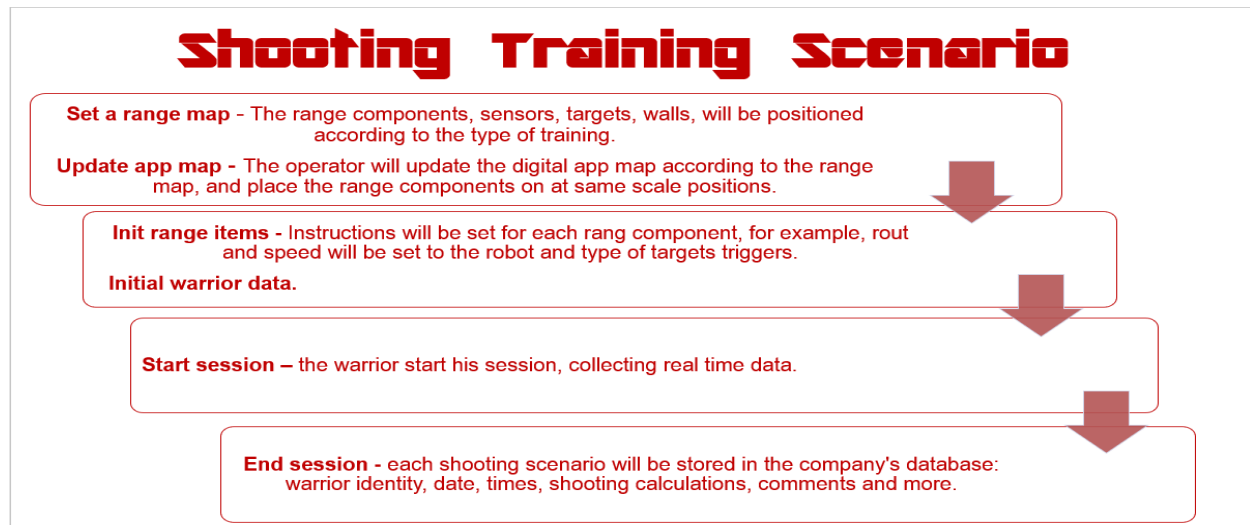 Shooting Training Scenario
Set a range map - The range components, sensors, targets, walls, will be positioned
according to the type of training.
Update app map - The operator will update the digital app map according to the range
map, and place the range components on at same scale positions.
Init range items - Instructions will be set for each rang component, for example, rout
and speed will be set to the robot and type of targets triggers.
Initial warrior data.
Start session – the warrior start his session, collecting real time data.
End session - each shooting scenario will be stored in the company's database:
warrior identity, date, times, shooting calculations, comments and more.